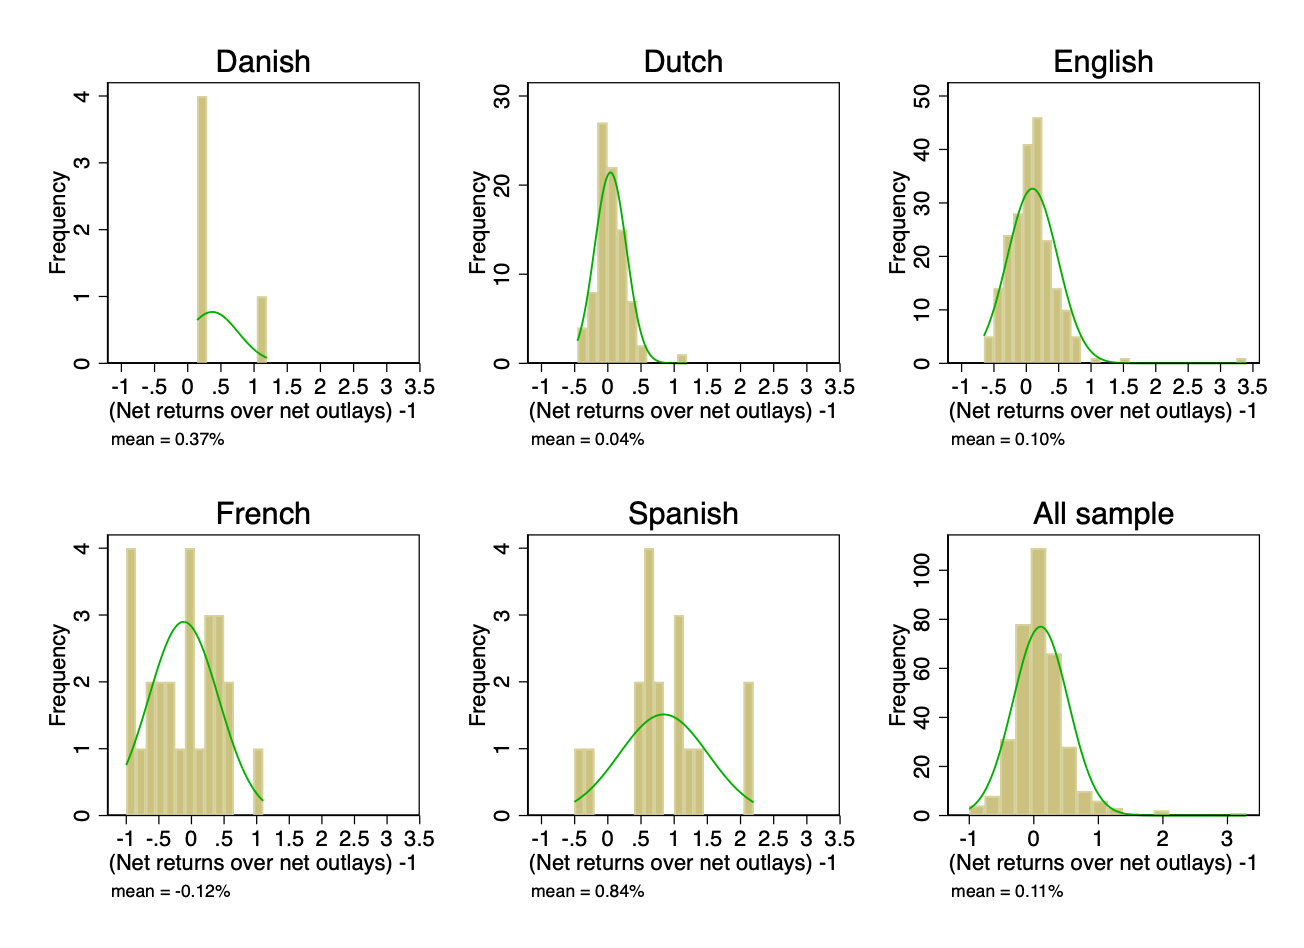 Danish
Frequency
4
3
2
1
0
-1 -.5 0 .5 1 1.5 2 2.5 3 3.5
(Net returns over net outlays) -1
mean = 0.37%
Dutch
Frequency
30
20
10
0
-1 -.5 0 .5 1 1.5 2 2.5 3 3.5
(Net returns over net outlays) -1
mean = 0.04%
English
Frequency
50
40
30
20
10
0
-1 -.5 0 .5 1 1.5 2 2.5 3 3.5
(Net returns over net outlays) -1
mean = 0.10%
French
Frequency
4
3
2
1
0
-1 -.5 0 .5 1 1.5 2 2.5 3 3.5
(Net returns over net outlays) -1
mean = -0.12%
Spanish
Frequency
4
3
2
1
0
-1 -.5 0 .5 1 1.5 2 2.5 3 3.5
(Net returns over net outlays) -1
mean = 0.84%
All sample
Frequency
100
80
60
40
20
0
-1 0 1 2 3
(Net returns over net outlays) -1
mean = 0.11%